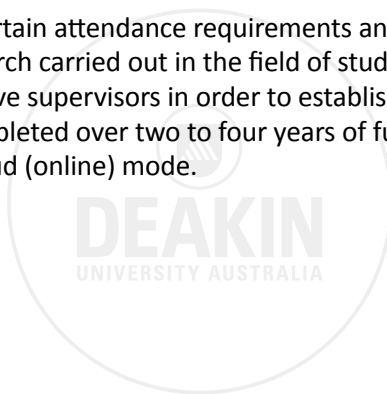 rtain attendance requirements an
rch carried out in the field of stud
ve supervisors in order to establis
pleted over two to four years of fu
d (online) mode.
DEAKIN
UNIVERSITY AUSTRALIA